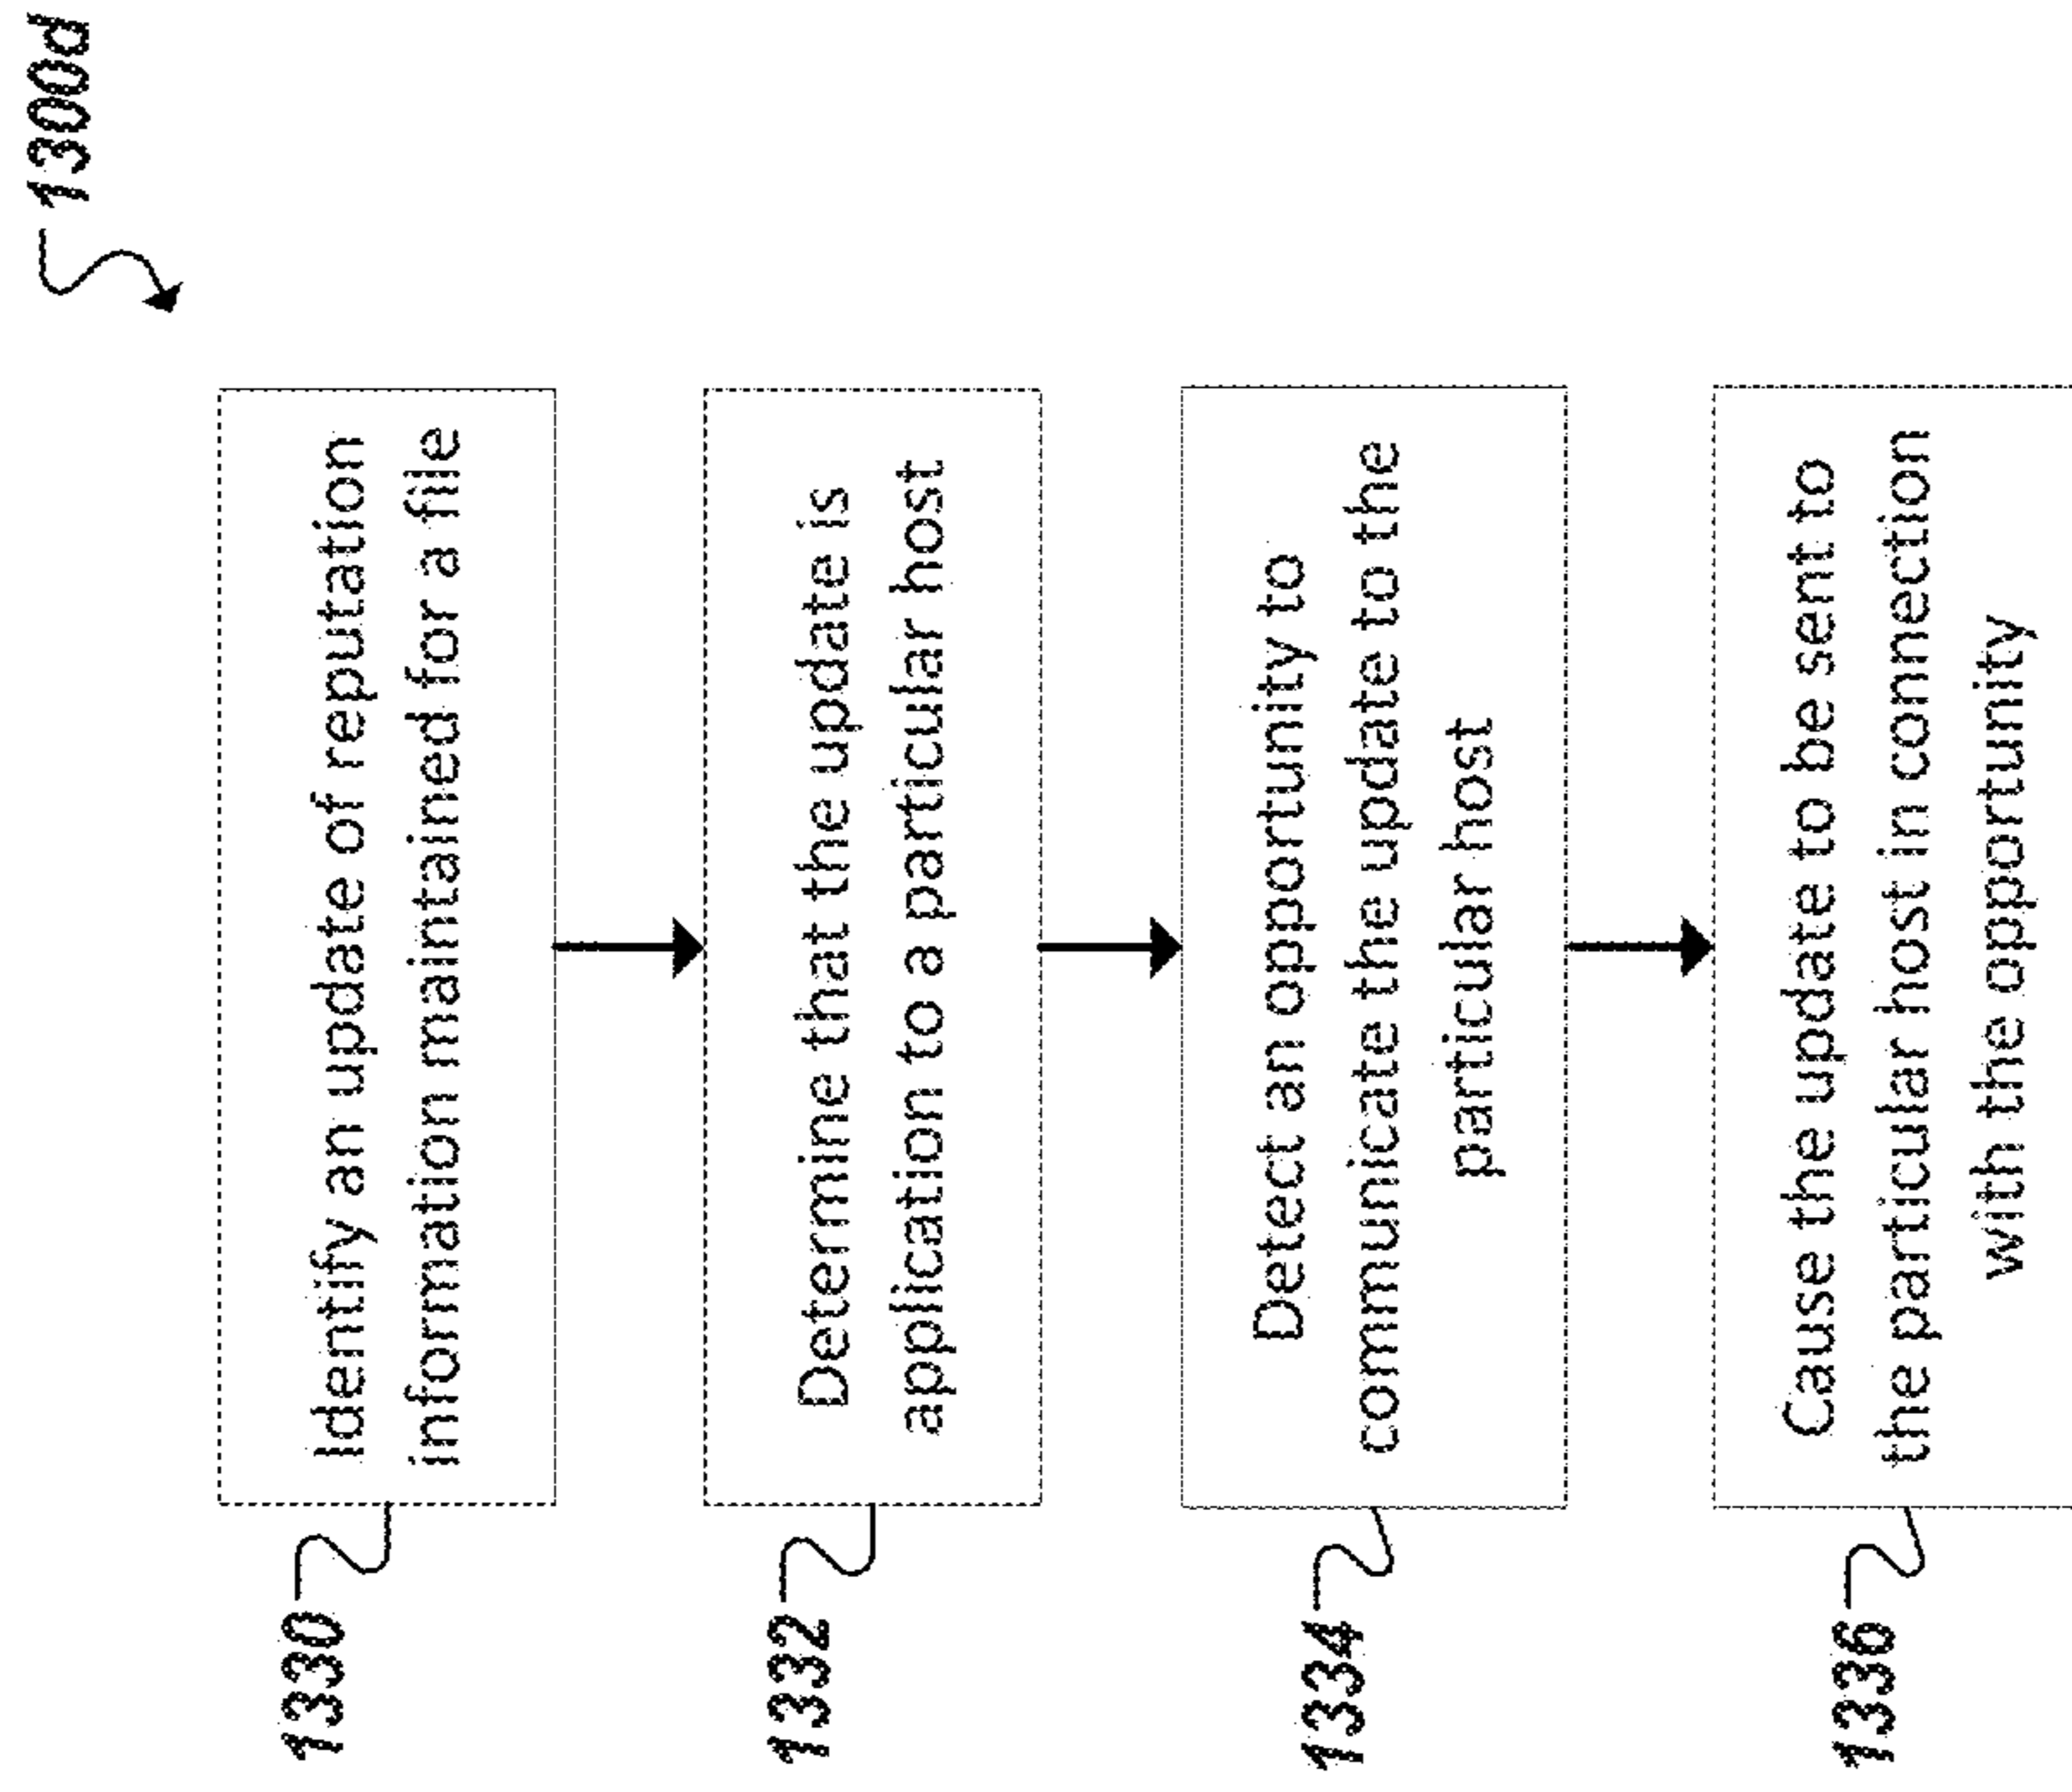 1300d
1330
Identify an update of reputation
information maintained for a file
1332
Determine that the update is
application to a particular host
1334
Detect an opportunity to
communicate the update to the
particular host
1336
Cause the update to be sent to
the particular host in connection
with the opportunity